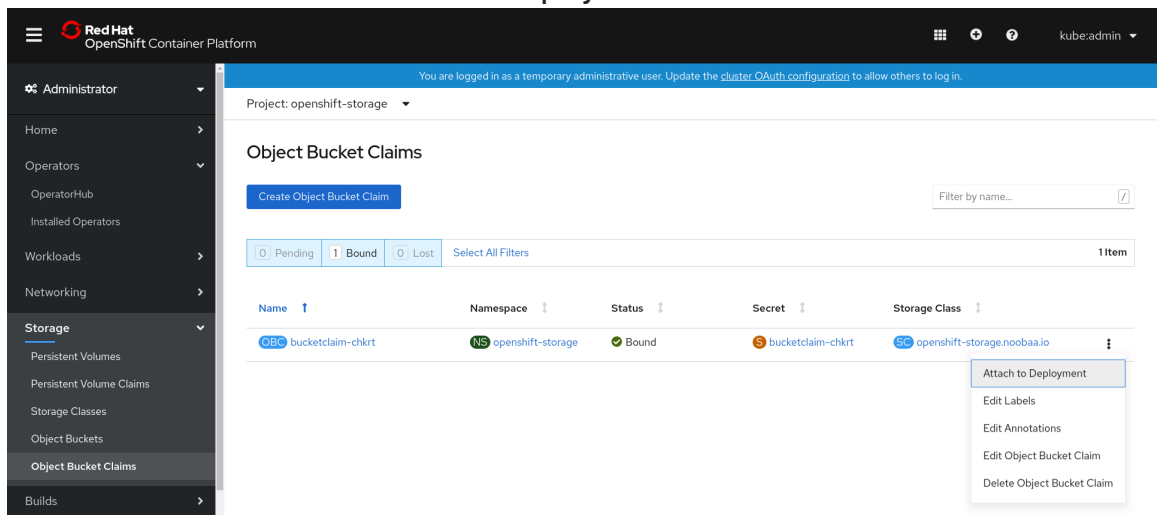 Red Hat
OpenShift Container Platform
kube:admin
Administrator
You are logged in as a temporary administrative user. Update the cluster OAuth configuration to allow others to log in.
Project: openshift-storage
Home
Operators
OperatorHub
Installed Operators
Workloads
Networking
Storage
Persistent Volumes
Persistent Volume Claims
Storage Classes
Object Buckets
Object Bucket Claims
Builds
Object Bucket Claims
Create Object Bucket Claim
Filter by name... /
0 Pending 1 Bound 0 Lost Select All Filters 1 Item
Name Namespace Status Secret Storage Class
OBC bucketclaim-chkrt NS openshift-storage Bound S bucketclaim-chkrt SC openshift-storage.noobaa.io
Attach to Deployment
Edit Labels
Edit Annotations
Edit Object Bucket Claim
Delete Object Bucket Claim